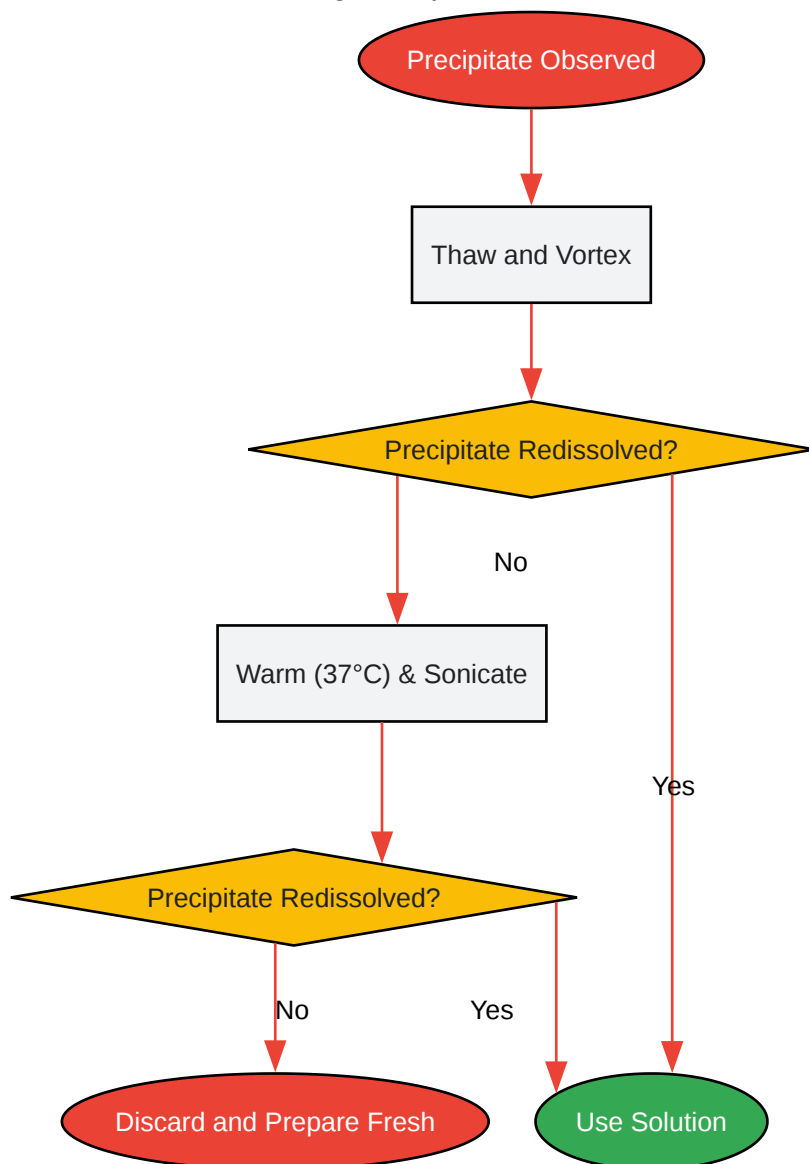 Precipitate Observed
Thaw and Vortex
Precipitate Redissolved?
No
Warm (37°C) & Sonicate
Yes
Precipitate Redissolved?
No
Yes
Discard and Prepare Fresh
Use Solution